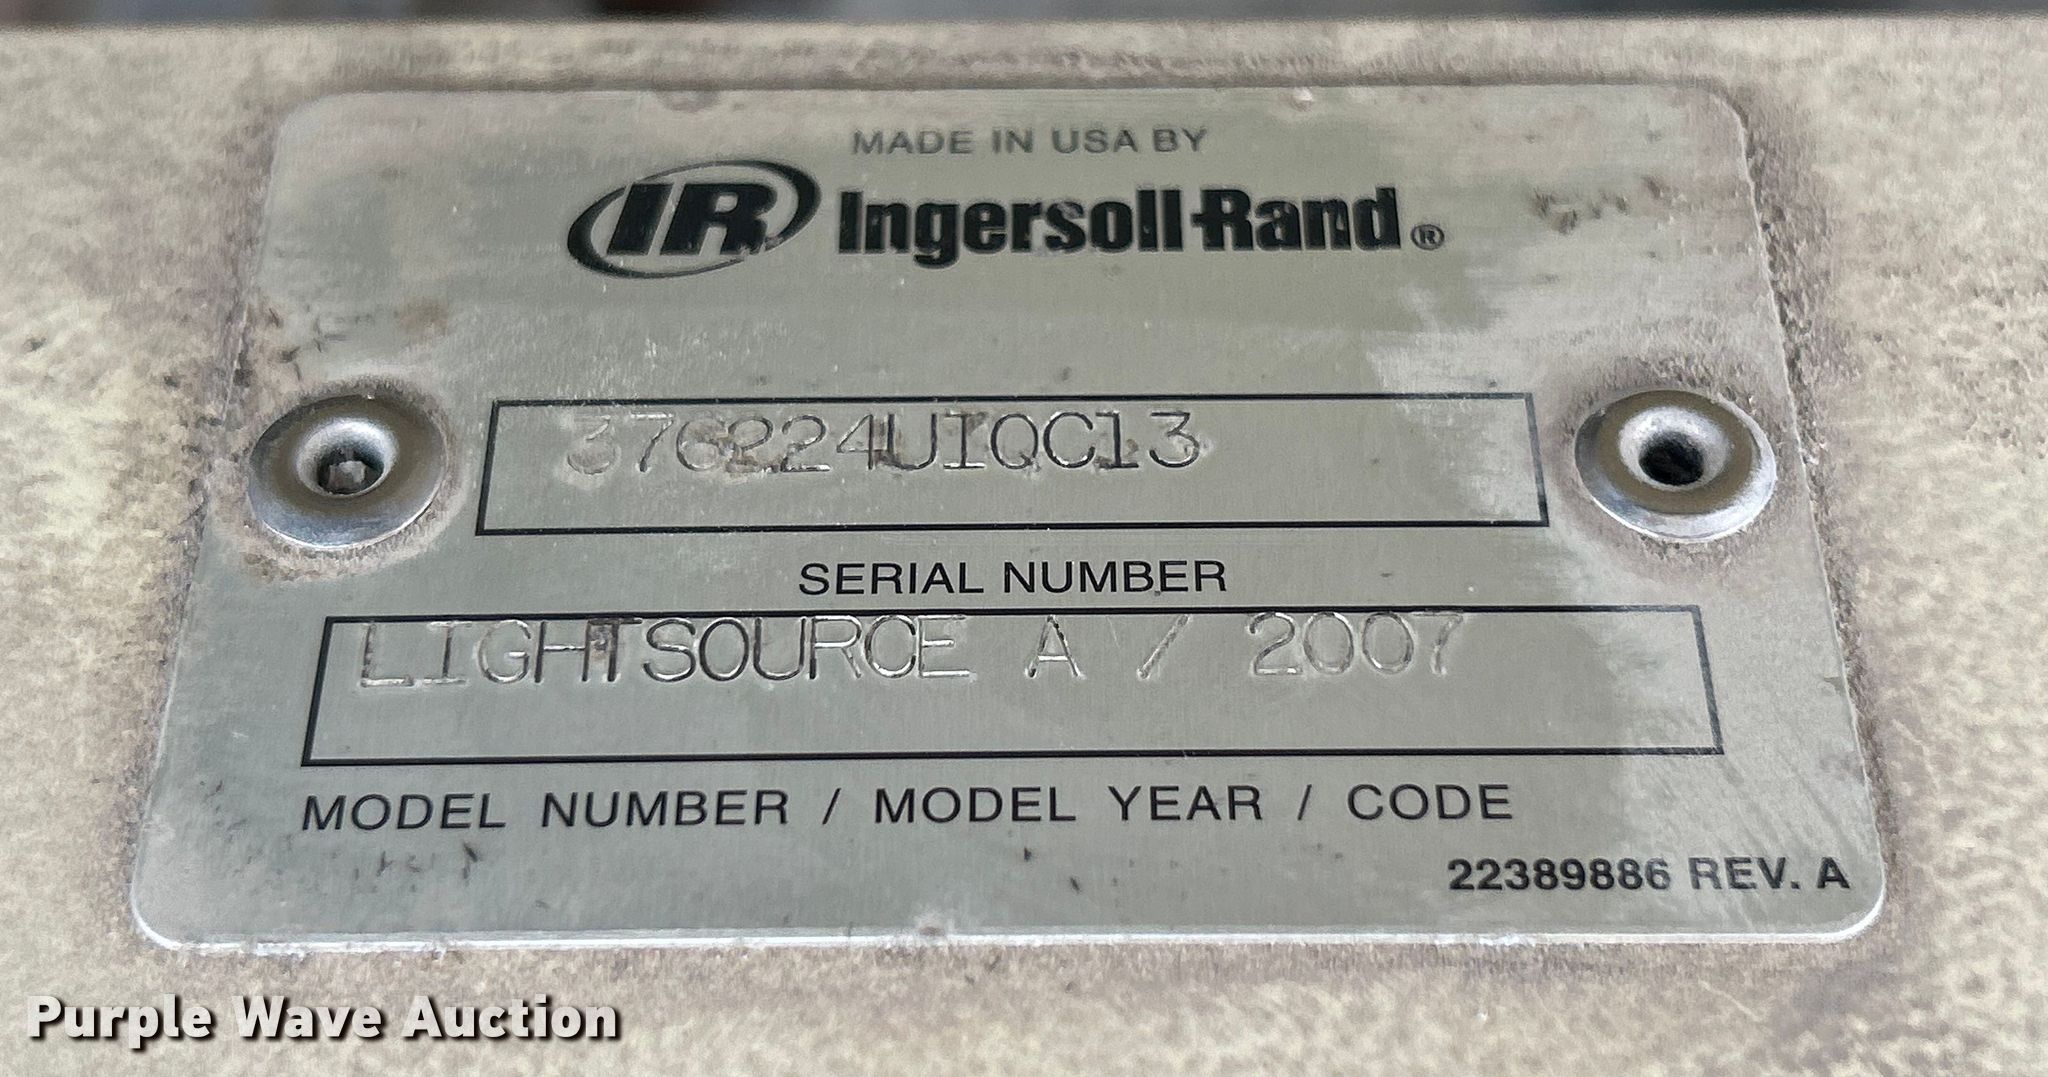 MADE IN USA BY
IR Ingersoll-Rand®
376224UIQC13
SERIAL NUMBER
LIGHTSOURCE A / 2007
MODEL NUMBER / MODEL YEAR / CODE
22389886 REV. A
Purple Wave Auction